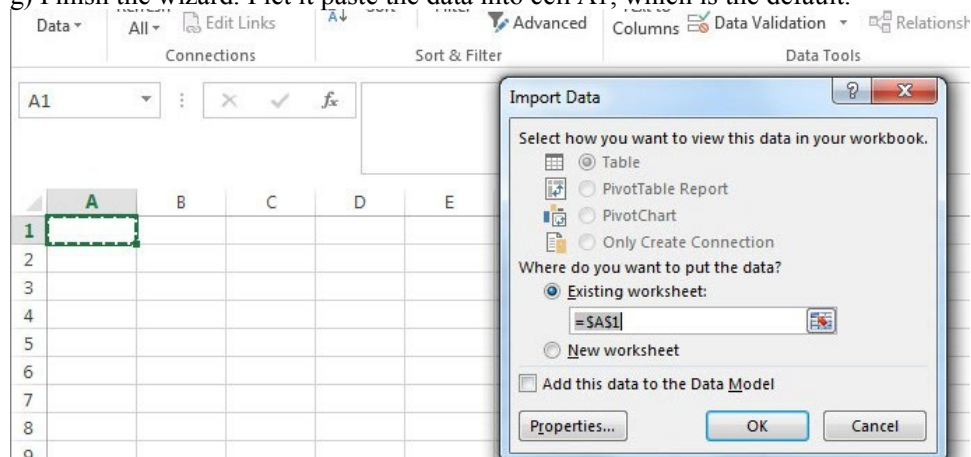 g) Finish the wizard. I let it paste the data into cell A1, which is the default.
Data All Edit Links Advanced Columns Data Validation Relationsh
Connections Sort & Filter Data Tools
A1 fx
Import Data
Select how you want to view this data in your workbook.
Table
PivotTable Report
PivotChart
Only Create Connection
Where do you want to put the data?
Existing worksheet:
=$A$1
New worksheet
Add this data to the Data Model
Properties... OK Cancel
A B C D E
1
2
3
4
5
6
7
8
9